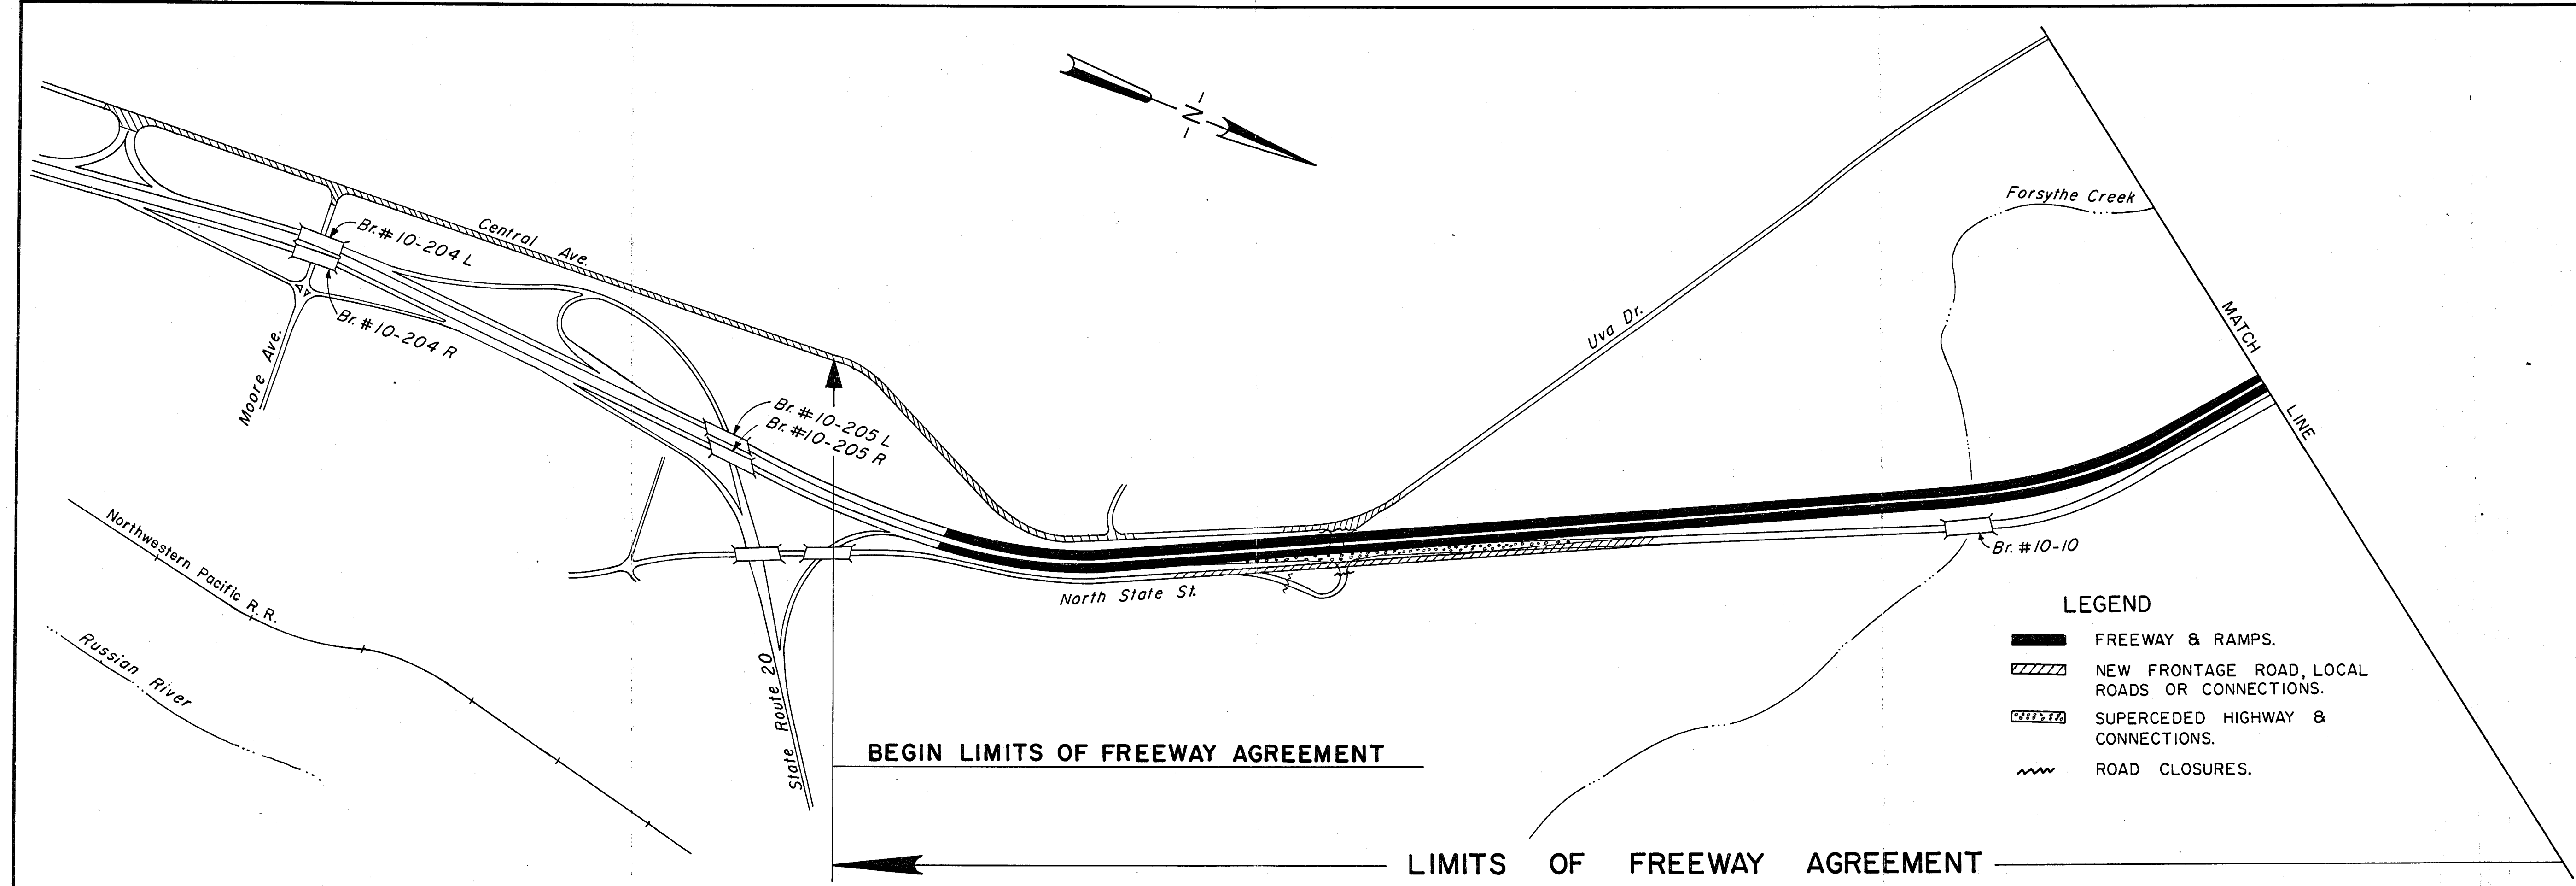 N
Forsythe Creek
Central Ave.
Br.#10-204 L
Br.#10-204 R
Moore Ave.
Uva Dr.
MATCH LINE
Br.#10-205 L
Br.#10-205 R
Northwestern Pacific R.R.
Russian River
State Route 20
North State St.
Br.#10-10
LEGEND
FREEWAY & RAMPS.
NEW FRONTAGE ROAD, LOCAL
ROADS OR CONNECTIONS.
SUPERCEDED HIGHWAY &
CONNECTIONS.
ROAD CLOSURES.
BEGIN LIMITS OF FREEWAY AGREEMENT
LIMITS OF FREEWAY AGREEMENT